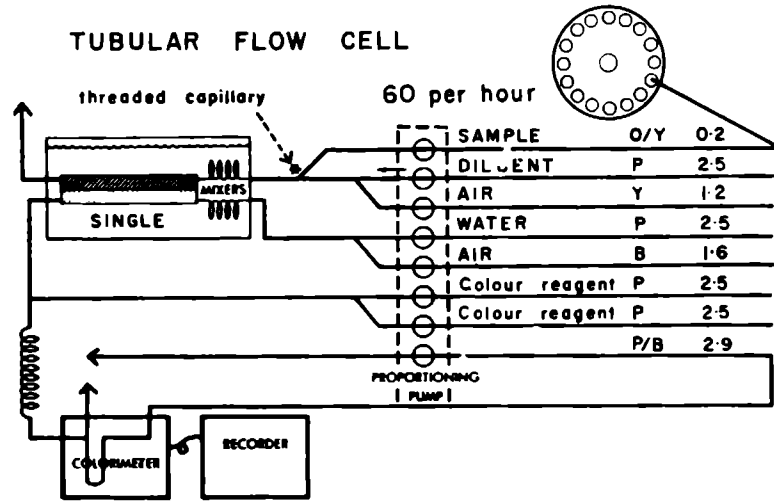 TUBULAR FLOW CELL
threaded capillary
60 per hour
SAMPLE O/Y 0·2
DILUENT P 2·5
AIR Y 1·2
WATER P 2·5
AIR B 1·6
Colour reagent P 2·5
Colour reagent P 2·5
P/B 2·9
MIXERS
SINGLE
PROPORTIONING
PUMP
COLORIMETER
RECORDER